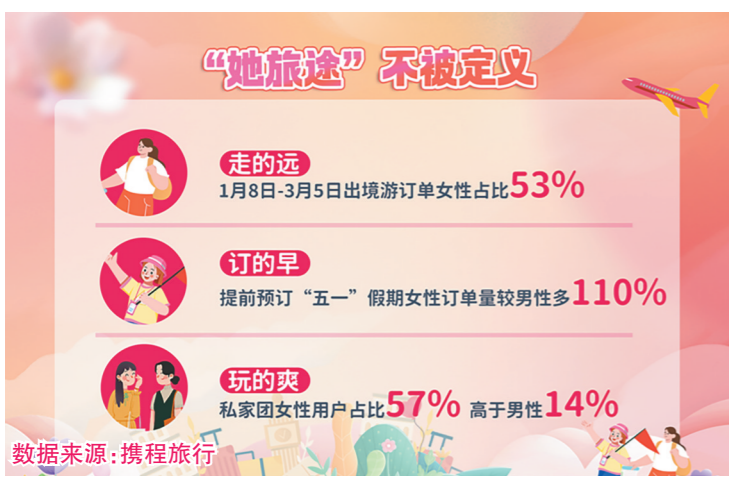 “她旅途” 不被定义
走的远
1月8日-3月5日出境游订单女性占比53%
订的早
提前预订“五一”假期女性订单量较男性多110%
玩的爽
私家团女性用户占比57% 高于男性14%
数据来源:携程旅行